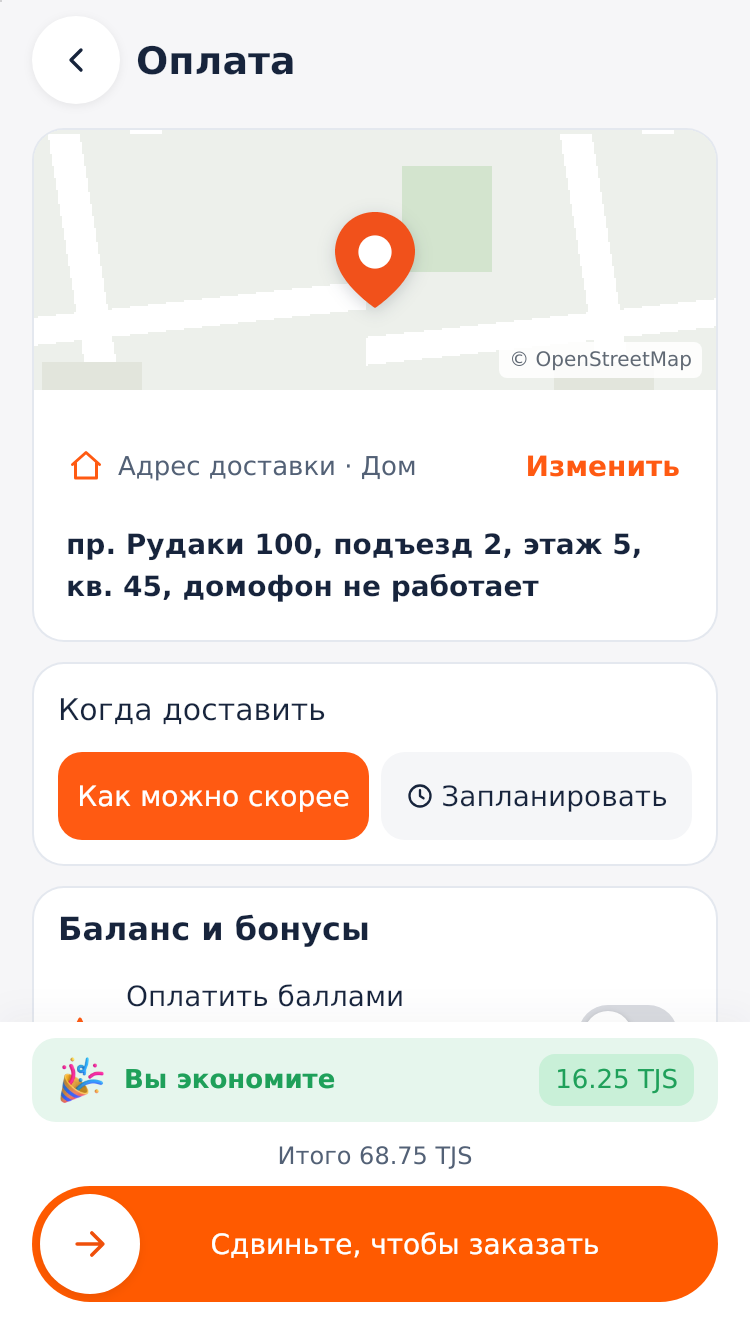 Оплата
© OpenStreetMap
Адрес доставки · Дом
Изменить
пр. Рудаки 100, подъезд 2, этаж 5,
кв. 45, домофон не работает
Когда доставить
Как можно скорее
Запланировать
Баланс и бонусы
Оплатить баллами
Вы экономите
16.25 TJS
Итого 68.75 TJS
Сдвиньте, чтобы заказать